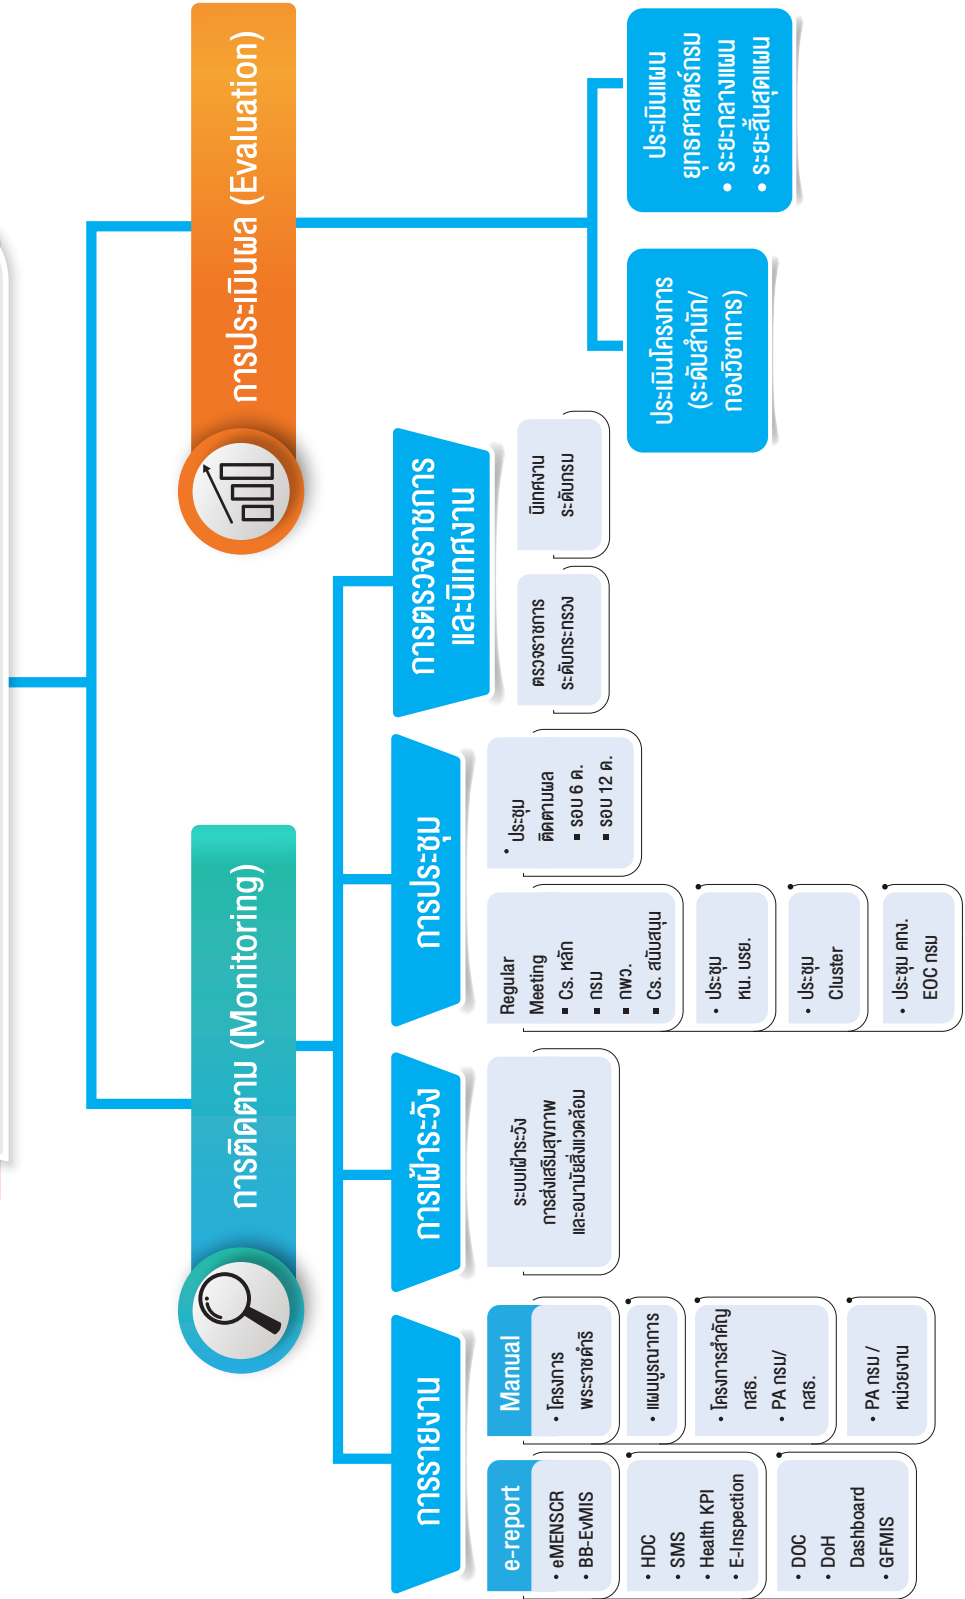 การติดตาม (Monitoring)
การรายงาน
e-report
• eMENSCR
• BB-EvMIS
• HDC
• SMS
• Health KPI
• E-Inspection
• DOC
• DoH
Dashboard
• GFMIS
Manual
• โครงการ
พระราชดำริ
• แผนบูรณาการ
• โครงการสำคัญ
กสธ.
• PA กรม/
กสธ.
• PA กรม /
หน่วยงาน
การเฝ้าระวัง
ระบบเฝ้าระวัง
การส่งเสริมสุขภาพ
และอนามัยสิ่งแวดล้อม
การประชุม
Regular
Meeting
▪ Cs. หลัก
▪ กรม
▪ กพว.
▪ Cs. สนับสนุน
• ประชุม
หน. บรย.
• ประชุม
Cluster
• ประชุม คทง.
EOC กรม
• ประชุม
ติดตามผล
▪ รอบ 6 ด.
▪ รอบ 12 ด.
การตรวจราชการ
และนิเทศงาน
ตรวจราชการ
ระดับกระทรวง
นิเทศงาน
ระดับกรม
การประเมินผล (Evaluation)
ประเมินโครงการ
(ระดับสำนัก/
กองวิชาการ)
ประเมินแผน
ยุทธศาสตร์กรม
• ระยะกลางแผน
• ระยะสิ้นสุดแผน